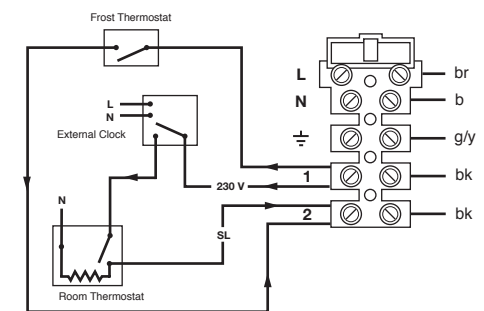 Frost Thermostat
L
br
L
N
b
N
External Clock
⏚
g/y
1
bk
230 V
N
2
bk
SL
Room Thermostat